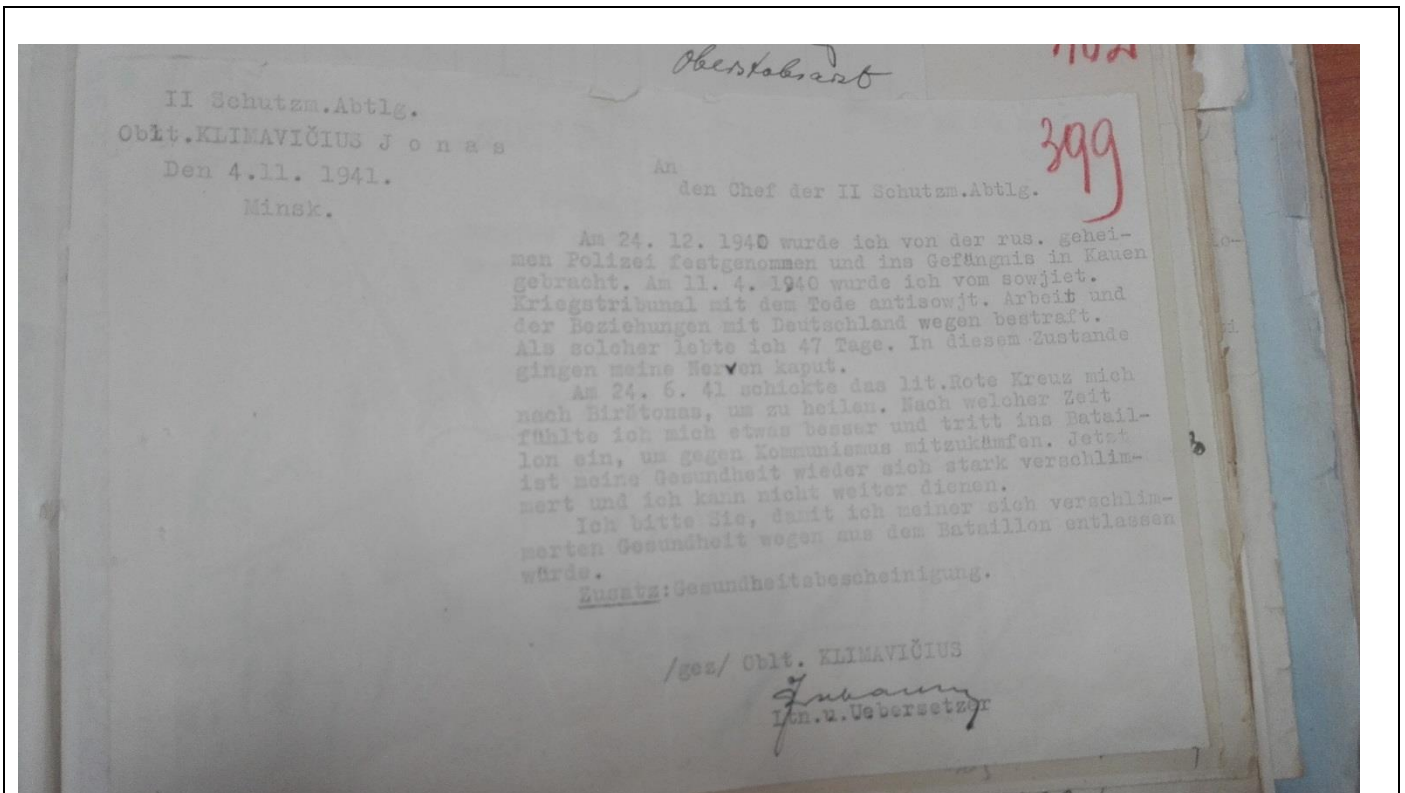 Oberstabsarzt
II Schutzm.Abtlg.
Oblt.KLIMAVIČIUS J o n a s
Den 4.11. 1941.
Minsk.
399
An
den Chef der II Schutzm.Abtlg.
Am 24. 12. 1940 wurde ich von der rus. gehei-
men Polizei festgenommen und ins Gefängnis in Kauen
gebracht. Am 11. 4. 1940 wurde ich vom sowjiet.
Kriegstribunal mit dem Tode antisowjt. Arbeit und
der Beziehungen mit Deutschland wegen bestraft.
Als solcher lebte ich 47 Tage. In diesem Zustande
gingen meine Nerven kaput.
Am 24. 6. 41 schickte das lit.Rote Kreuz mich
nach Birštonas, um zu heilen. Nach welcher Zeit
fühlte ich mich etwas besser und tritt ins Batail-
lon ein, um gegen Kommunismus mitzukämfen. Jetzt
ist meine Gesundheit wieder sich stark verschlim-
mert und ich kann nicht weiter dienen.
Ich bitte Sie, damit ich meiner sich verschlim-
merten Gesundheit wegen aus dem Bataillon entlassen
würde.
Zusatz:Gesundheitsbescheinigung.
/gez/ Oblt. KLIMAVIČIUS
Ltn.u.Uebersetzer